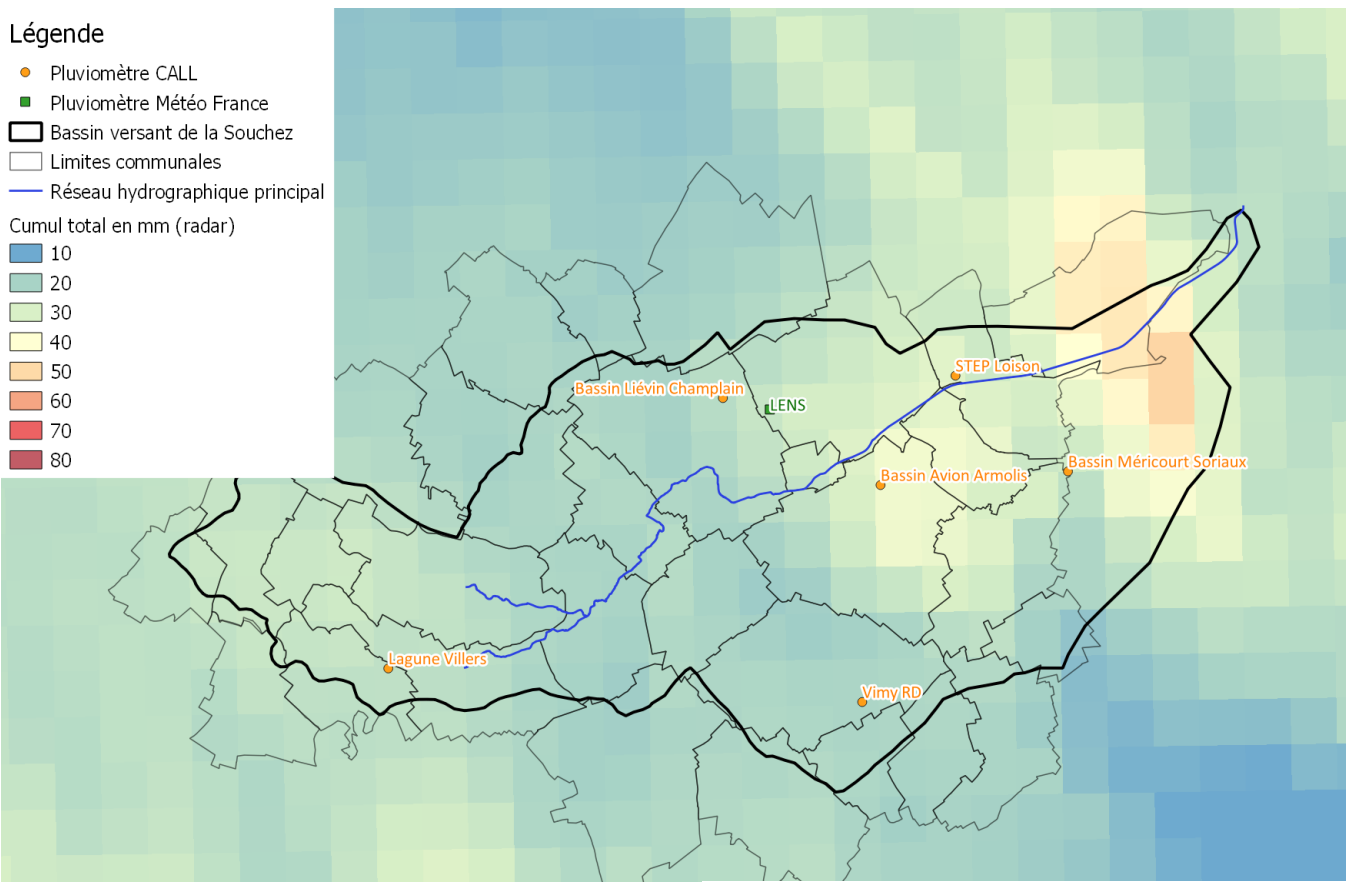 Légende
Pluviomètre CALL
Pluviomètre Météo France
Bassin versant de la Souchez
Limites communales
Réseau hydrographique principal
Cumul total en mm (radar)
10
20
30
40
50
60
70
80
STEP Loison
Bassin Liévin Champlain
LENS
Bassin Méricourt Soriaux
Bassin Avion Armolis
Lagune Villers
Vimy RD